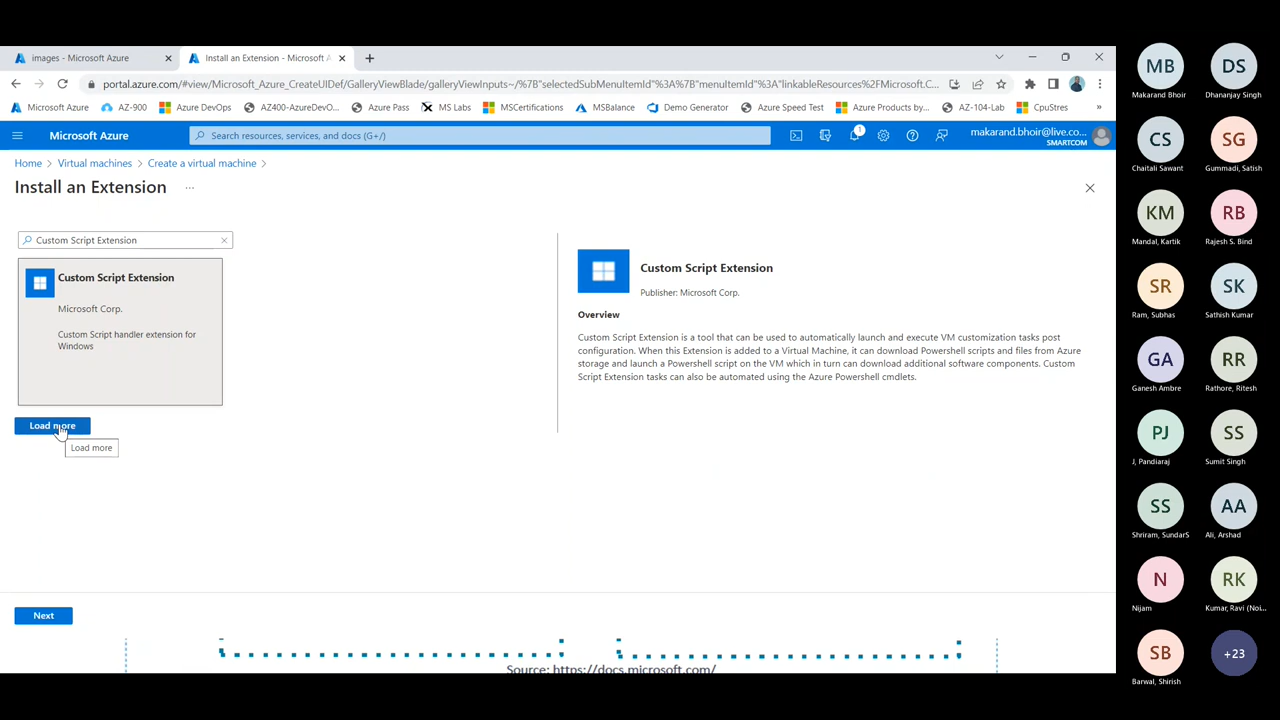 images - Microsoft Azure
Install an Extension - Microsoft A
portal.azure.com/#view/Microsoft_Azure_CreateUIDef/GalleryViewBlade/galleryViewInputs~/%7B"selectedSubMenuItemId"%3A%7B"menuItemId"%3A"linkableResources%2FMicrosoft.C...
Microsoft Azure
AZ-900
Azure DevOps
AZ400-AzureDevO...
Azure Pass
MS Labs
MSCertifications
MSBalance
Demo Generator
Azure Speed Test
Azure Products by...
AZ-104-Lab
CpuStres
»
Microsoft Azure
Search resources, services, and docs (G+/)
1
makarand.bhoir@live.co...
SMARTCOM
Home > Virtual machines > Create a virtual machine >
Install an Extension
...
Custom Script Extension
Custom Script Extension
Microsoft Corp.
Custom Script handler extension for
Windows
Load more
Load more
Custom Script Extension
Publisher: Microsoft Corp.
Overview
Custom Script Extension is a tool that can be used to automatically launch and execute VM customization tasks post
configuration. When this Extension is added to a Virtual Machine, it can download Powershell scripts and files from Azure
storage and launch a Powershell script on the VM which in turn can download additional software components. Custom
Script Extension tasks can also be automated using the Azure Powershell cmdlets.
Next
Source: https://docs.microsoft.com/
MB
Makarand Bhoir
DS
Dhananjay Singh
CS
Chaitali Sawant
SG
Gummadi, Satish
KM
Mandal, Kartik
RB
Rajesh S. Bind
SR
Ram, Subhas
SK
Sathish Kumar
GA
Ganesh Ambre
RR
Rathore, Ritesh
PJ
J, Pandiaraj
SS
Sumit Singh
SS
Shriram, SundarS
AA
Ali, Arshad
N
Nijam
RK
Kumar, Ravi (Noi...
SB
Barwal, Shirish
+23